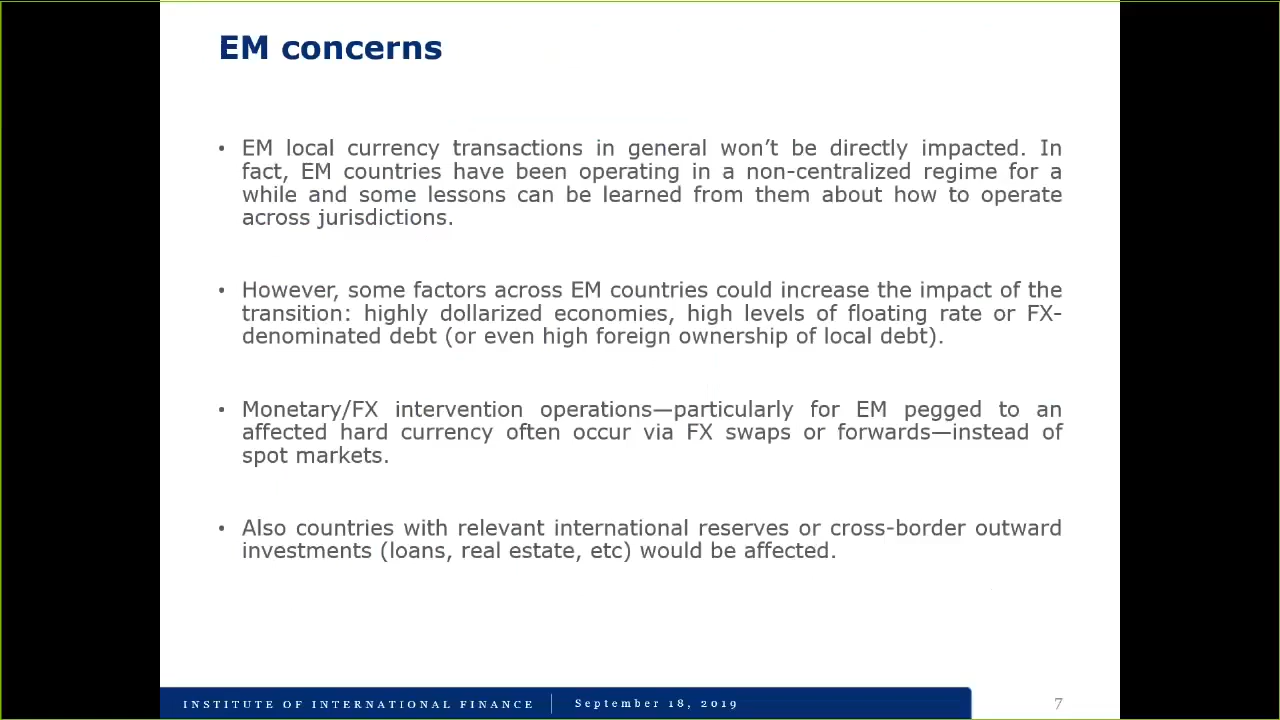 EM concerns
• EM local currency transactions in general won’t be directly impacted. In
fact, EM countries have been operating in a non-centralized regime for a
while and some lessons can be learned from them about how to operate
across jurisdictions.
• However, some factors across EM countries could increase the impact of the
transition: highly dollarized economies, high levels of floating rate or FX-
denominated debt (or even high foreign ownership of local debt).
• Monetary/FX intervention operations—particularly for EM pegged to an
affected hard currency often occur via FX swaps or forwards—instead of
spot markets.
• Also countries with relevant international reserves or cross-border outward
investments (loans, real estate, etc) would be affected.
INSTITUTE OF INTERNATIONAL FINANCE | September 18, 2019 7